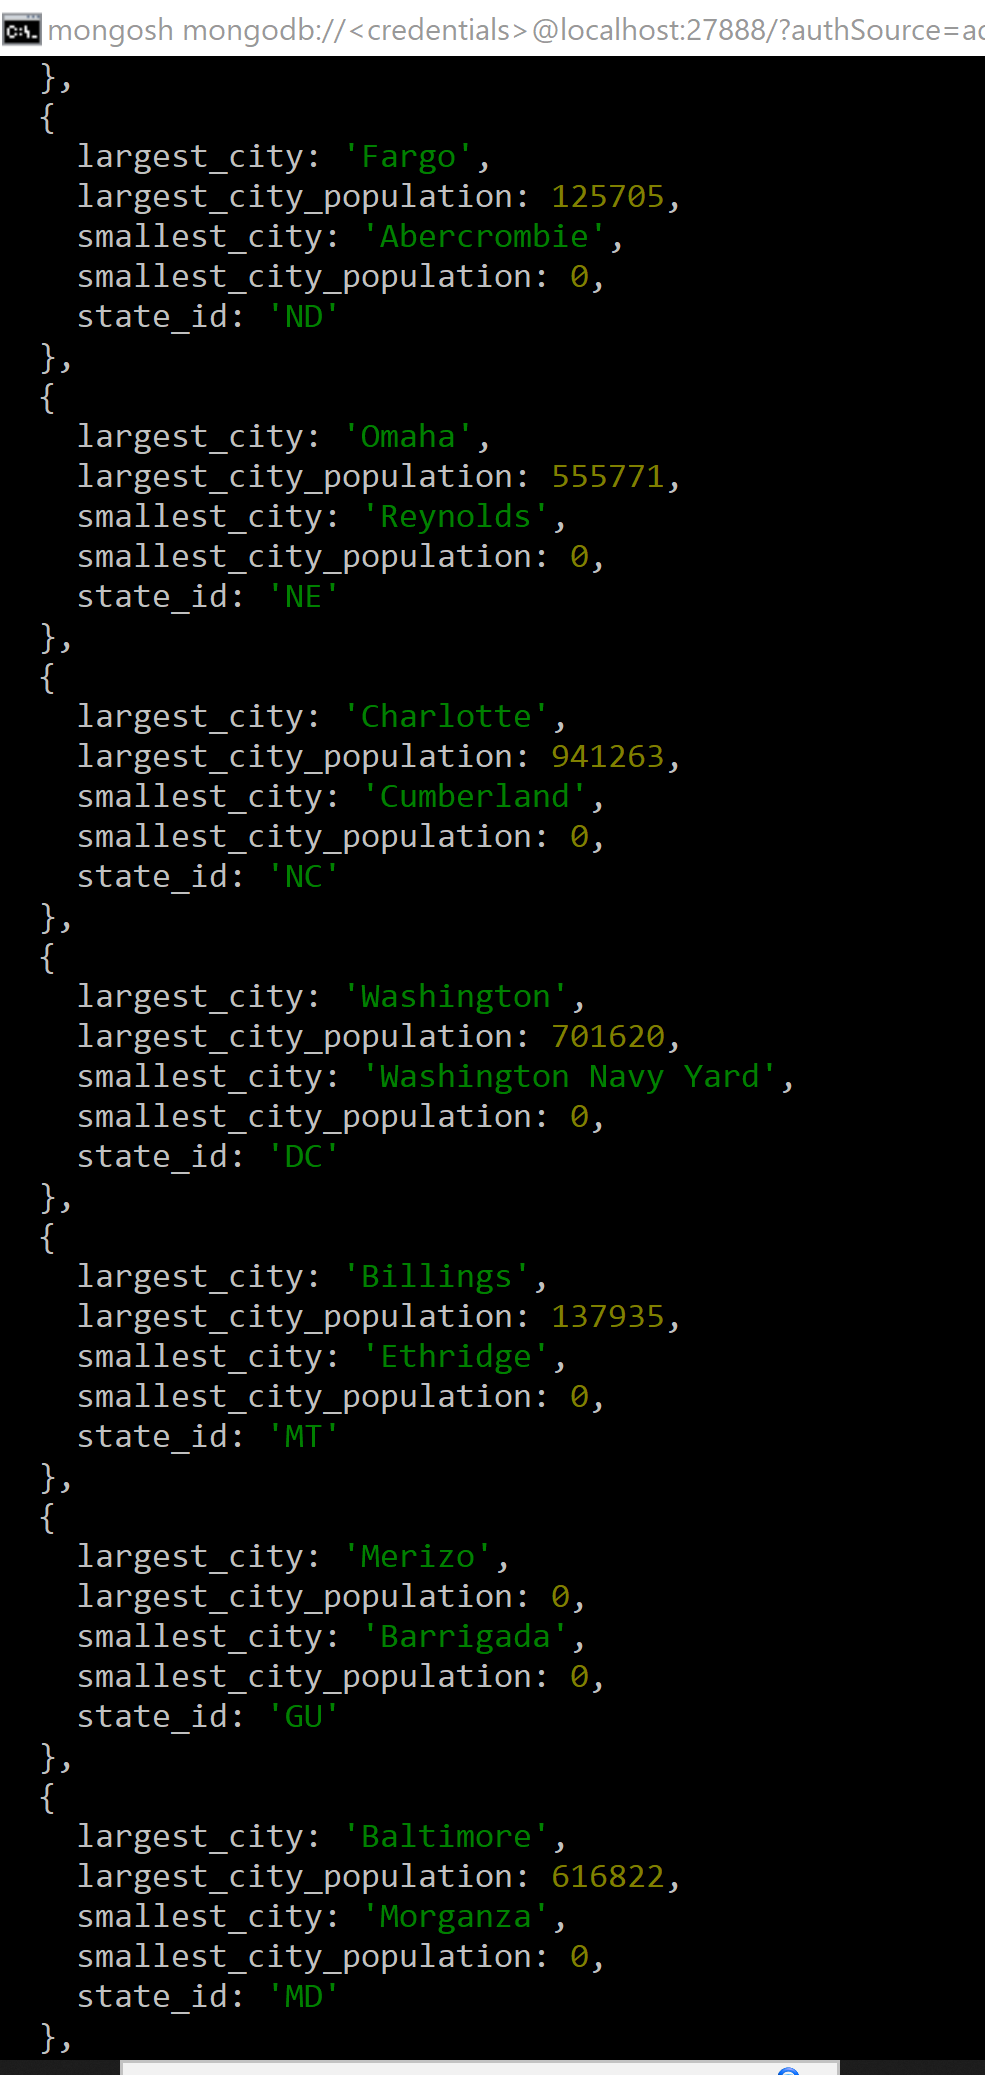 mongosh mongodb://<credentials>@localhost:27888/?authSource=ad
},
{
largest_city: 'Fargo',
largest_city_population: 125705,
smallest_city: 'Abercrombie',
smallest_city_population: 0,
state_id: 'ND'
},
{
largest_city: 'Omaha',
largest_city_population: 555771,
smallest_city: 'Reynolds',
smallest_city_population: 0,
state_id: 'NE'
},
{
largest_city: 'Charlotte',
largest_city_population: 941263,
smallest_city: 'Cumberland',
smallest_city_population: 0,
state_id: 'NC'
},
{
largest_city: 'Washington',
largest_city_population: 701620,
smallest_city: 'Washington Navy Yard',
smallest_city_population: 0,
state_id: 'DC'
},
{
largest_city: 'Billings',
largest_city_population: 137935,
smallest_city: 'Ethridge',
smallest_city_population: 0,
state_id: 'MT'
},
{
largest_city: 'Merizo',
largest_city_population: 0,
smallest_city: 'Barrigada',
smallest_city_population: 0,
state_id: 'GU'
},
{
largest_city: 'Baltimore',
largest_city_population: 616822,
smallest_city: 'Morganza',
smallest_city_population: 0,
state_id: 'MD'
},